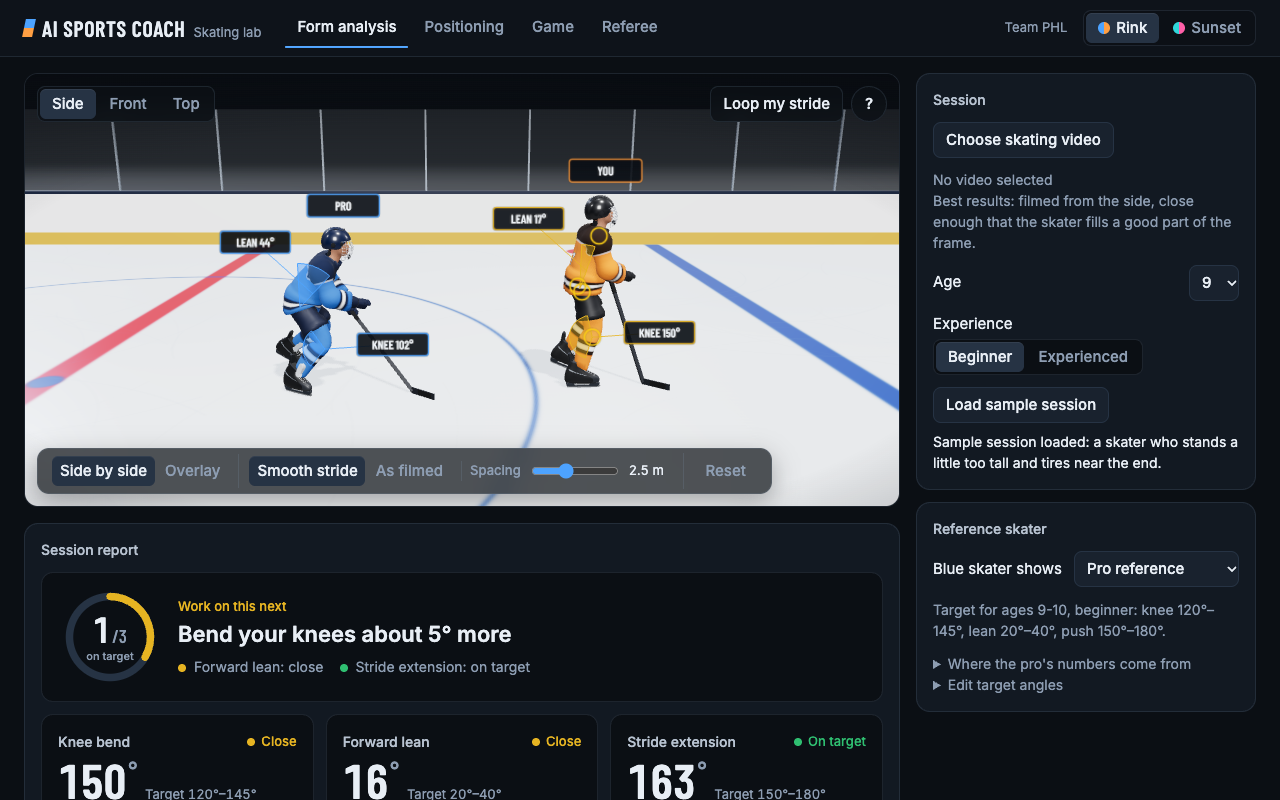 AI SPORTS COACH Skating lab Form analysis Positioning Game Referee Team PHL Rink Sunset
Side Front Top Loop my stride ?
YOU
PRO
LEAN 17°
LEAN 44°
KNEE 150°
KNEE 102°
Side by side Overlay Smooth stride As filmed Spacing 2.5 m Reset
Session
Choose skating video
No video selected
Best results: filmed from the side, close
enough that the skater fills a good part of the
frame.
Age 9
Experience
Beginner Experienced
Load sample session
Sample session loaded: a skater who stands a
little too tall and tires near the end.
Reference skater
Blue skater shows Pro reference
Target for ages 9-10, beginner: knee 120°–
145°, lean 20°–40°, push 150°–180°.
Where the pro's numbers come from
Edit target angles
Session report
1/3
on target
Work on this next
Bend your knees about 5° more
Forward lean: close Stride extension: on target
Knee bend Close
150° Target 120°–145°
Forward lean Close
16° Target 20°–40°
Stride extension On target
163° Target 150°–180°